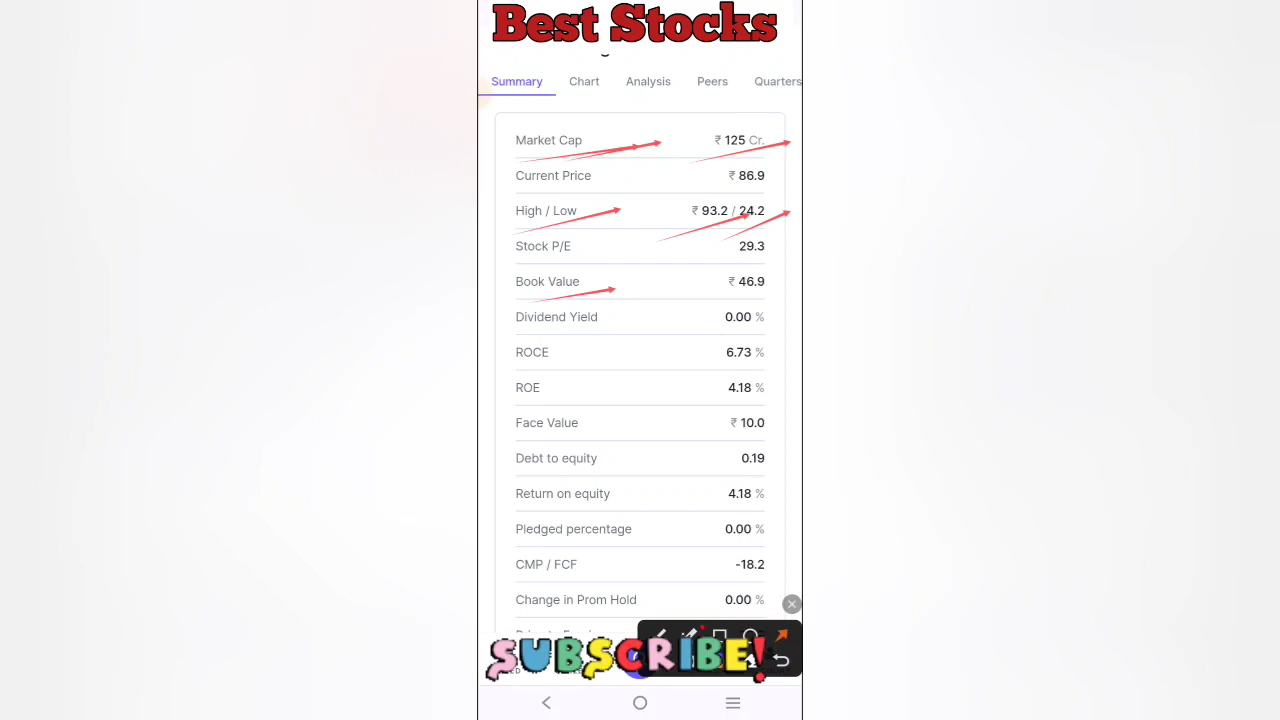 Best Stocks
Summary Chart Analysis Peers Quarters
Market Cap ₹ 125 Cr.
Current Price ₹ 86.9
High / Low ₹ 93.2 / 24.2
Stock P/E 29.3
Book Value ₹ 46.9
Dividend Yield 0.00 %
ROCE 6.73 %
ROE 4.18 %
Face Value ₹ 10.0
Debt to equity 0.19
Return on equity 4.18 %
Pledged percentage 0.00 %
CMP / FCF -18.2
Change in Prom Hold 0.00 %
SUBSCRIBE!